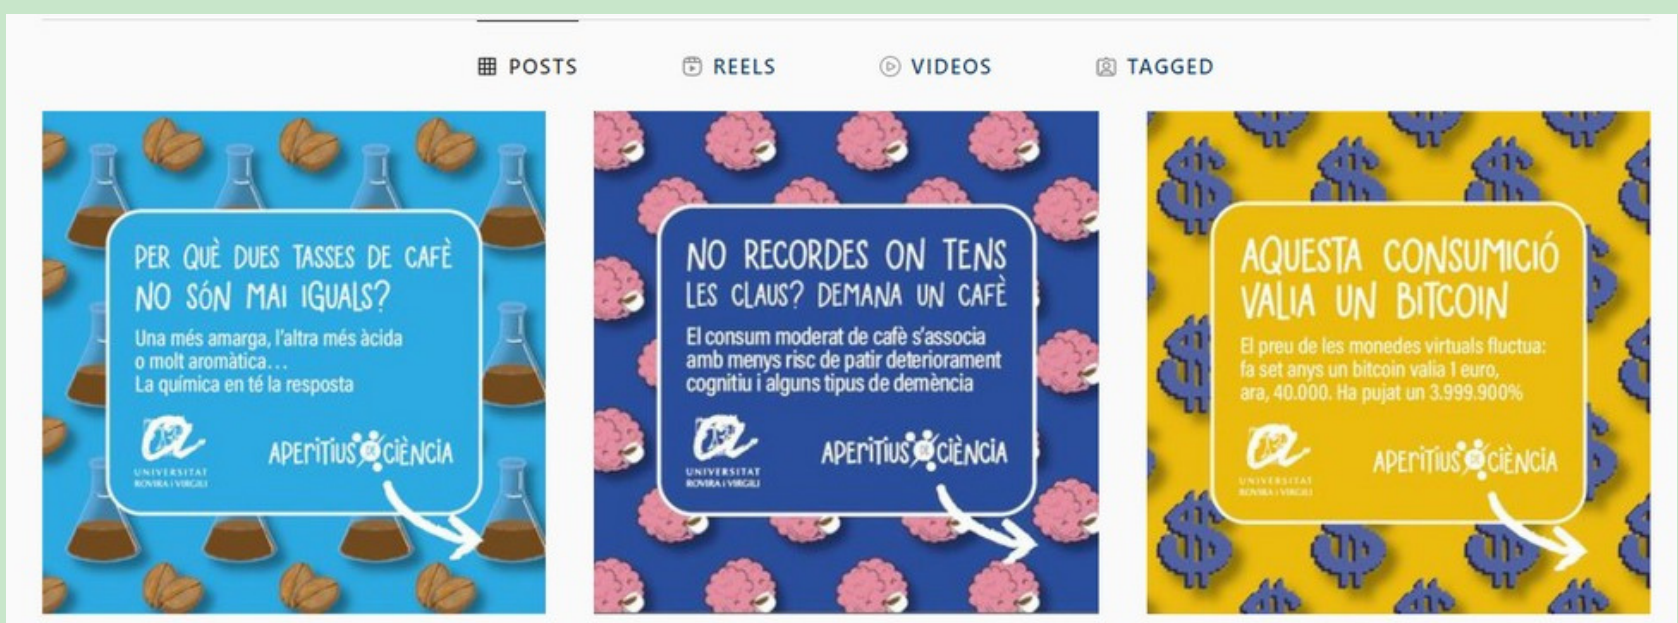 POSTS
REELS
VIDEOS
TAGGED
PER QUÈ DUES TASSES DE CAFÈ
NO SÓN MAI IGUALS?
Una més amarga, l'altra més àcida
o molt aromàtica...
La química en té la resposta
UNIVERSITAT
ROVIRA I VIRGILI
APERITIUS DE CIÈNCIA
NO RECORDES ON TENS
LES CLAUS? DEMANA UN CAFÈ
El consum moderat de cafè s'associa
amb menys risc de patir deteriorament
cognitiu i alguns tipus de demència
UNIVERSITAT
ROVIRA I VIRGILI
APERITIUS DE CIÈNCIA
AQUESTA CONSUMICIÓ
VALIA UN BITCOIN
El preu de les monedes virtuals fluctua:
fa set anys un bitcoin valia 1 euro,
ara, 40.000. Ha pujat un 3.999.900%
UNIVERSITAT
ROVIRA I VIRGILI
APERITIUS DE CIÈNCIA